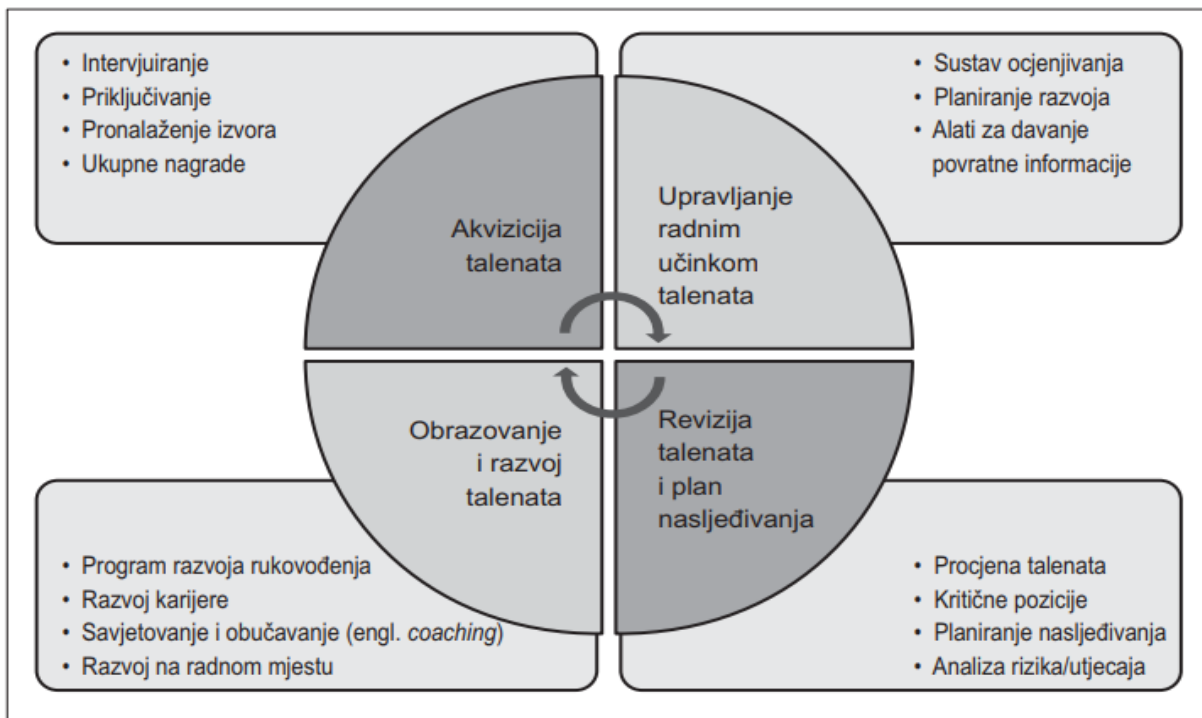 • Intervjuiranje
• Priključivanje
• Pronalaženje izvora
• Ukupne nagrade
• Sustav ocjenjivanja
• Planiranje razvoja
• Alati za davanje
povratne informacije
Akvizicija
talenata
Upravljanje
radnim
učinkom
talenata
Obrazovanje
i razvoj
talenata
Revizija
talenata
i plan
nasljeđivanja
• Program razvoja rukovođenja
• Razvoj karijere
• Savjetovanje i obučavanje (engl. coaching)
• Razvoj na radnom mjestu
• Procjena talenata
• Kritične pozicije
• Planiranje nasljeđivanja
• Analiza rizika/utjecaja